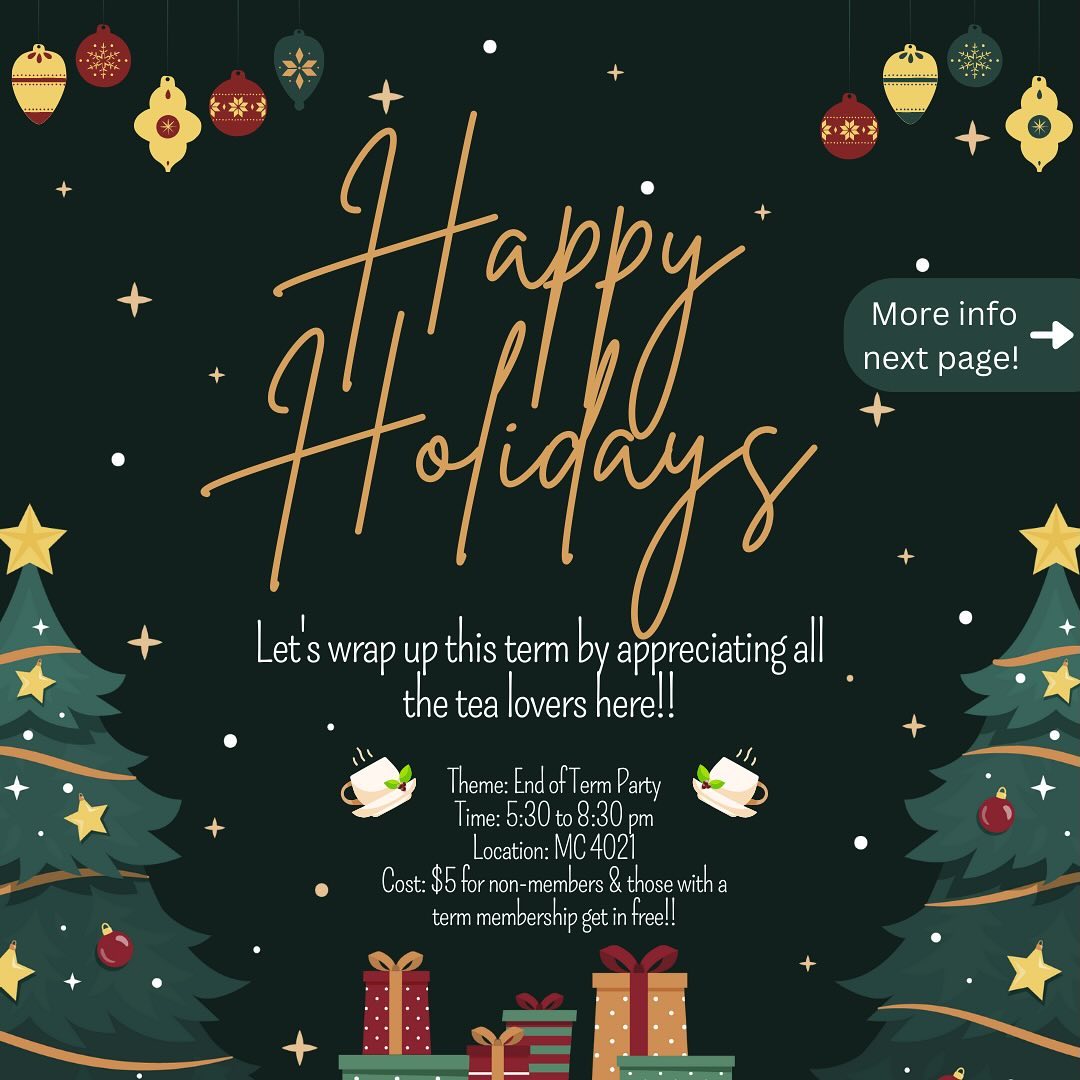 Happy
Holidays
More info
next page!
Let's wrap up this term by appreciating all
the tea lovers here!!
Theme: End of Term Party
Time: 5:30 to 8:30 pm
Location: MC 4021
Cost: $5 for non-members & those with a
term membership get in free!!